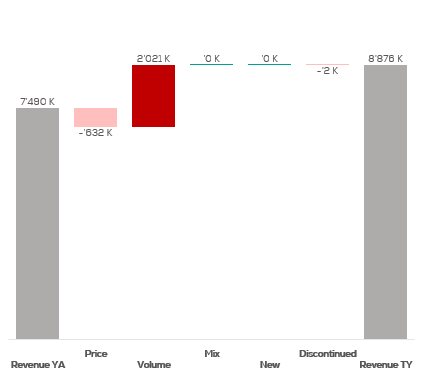 2'021 K
'0 K
'0 K
8'876 K
-'2 K
7'490 K
-'632 K
Price
Mix
Discontinued
Revenue YA
Volume
New
Revenue TY